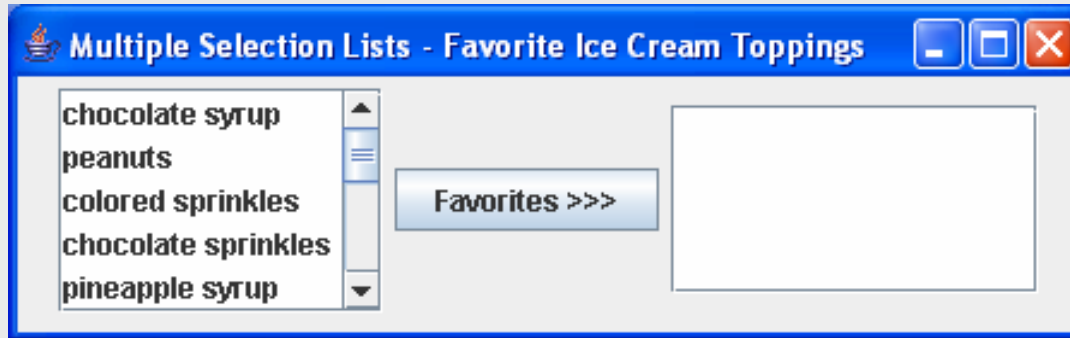 Multiple Selection Lists - Favorite Ice Cream Toppings
chocolate syrup
peanuts
colored sprinkles
chocolate sprinkles
pineapple syrup
Favorites >>>